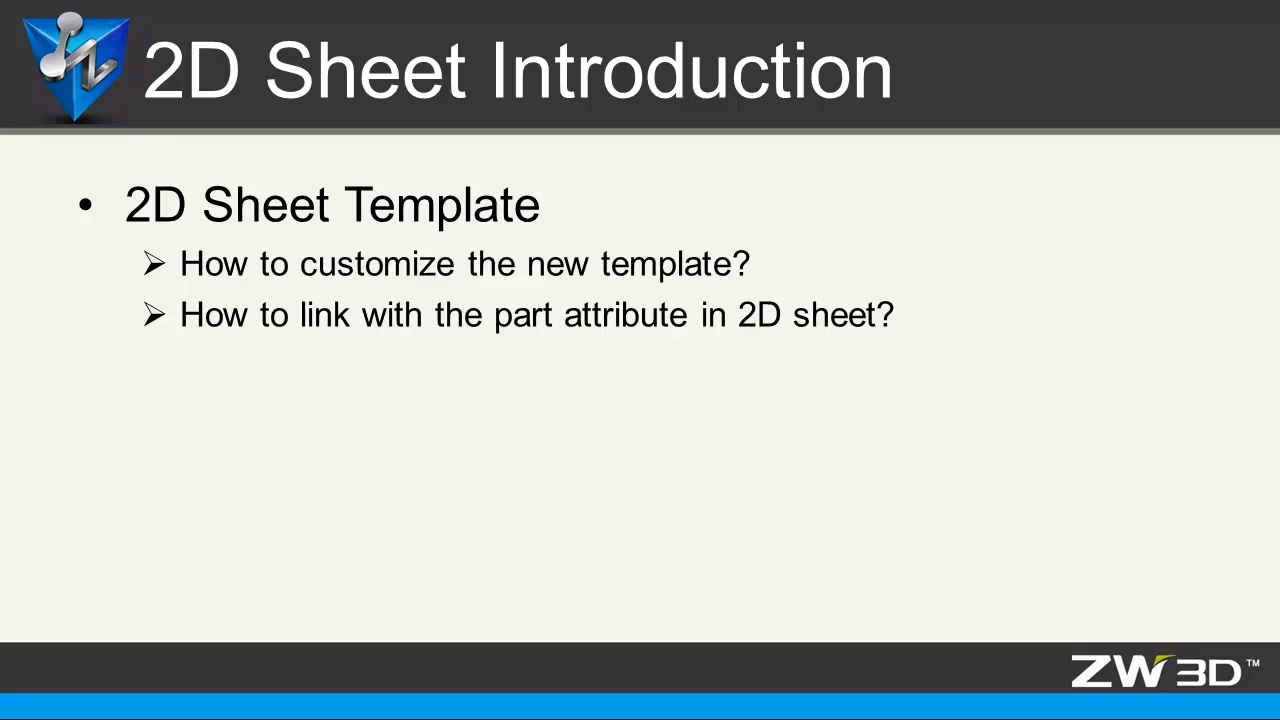 2D Sheet Introduction
• 2D Sheet Template
➢ How to customize the new template?
➢ How to link with the part attribute in 2D sheet?
ZW3D™